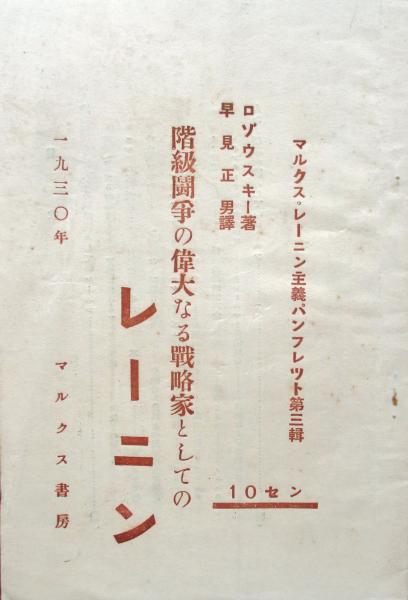 マルクス。レーニン主義パンフレツト第三輯
ロゾウスキー著
早見正男譯
10セン
階級鬪爭の偉大なる戰略家としての
レーニン
一九三〇年
マルクス書房